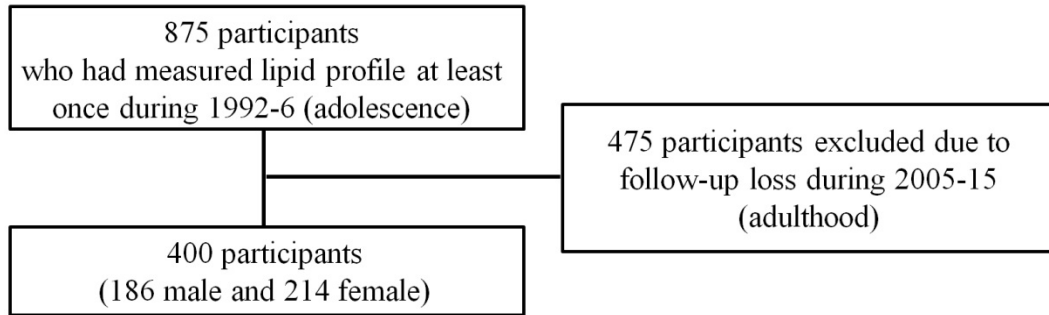 875 participants
who had measured lipid profile at least
once during 1992-6 (adolescence)
475 participants excluded due to
follow-up loss during 2005-15
(adulthood)
400 participants
(186 male and 214 female)